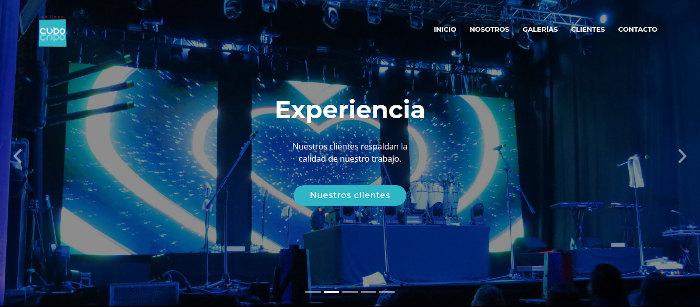 cubo
INICIO NOSOTROS GALERÍAS CLIENTES CONTACTO
Experiencia
Nuestros clientes respaldan la
calidad de nuestro trabajo.
Nuestros clientes